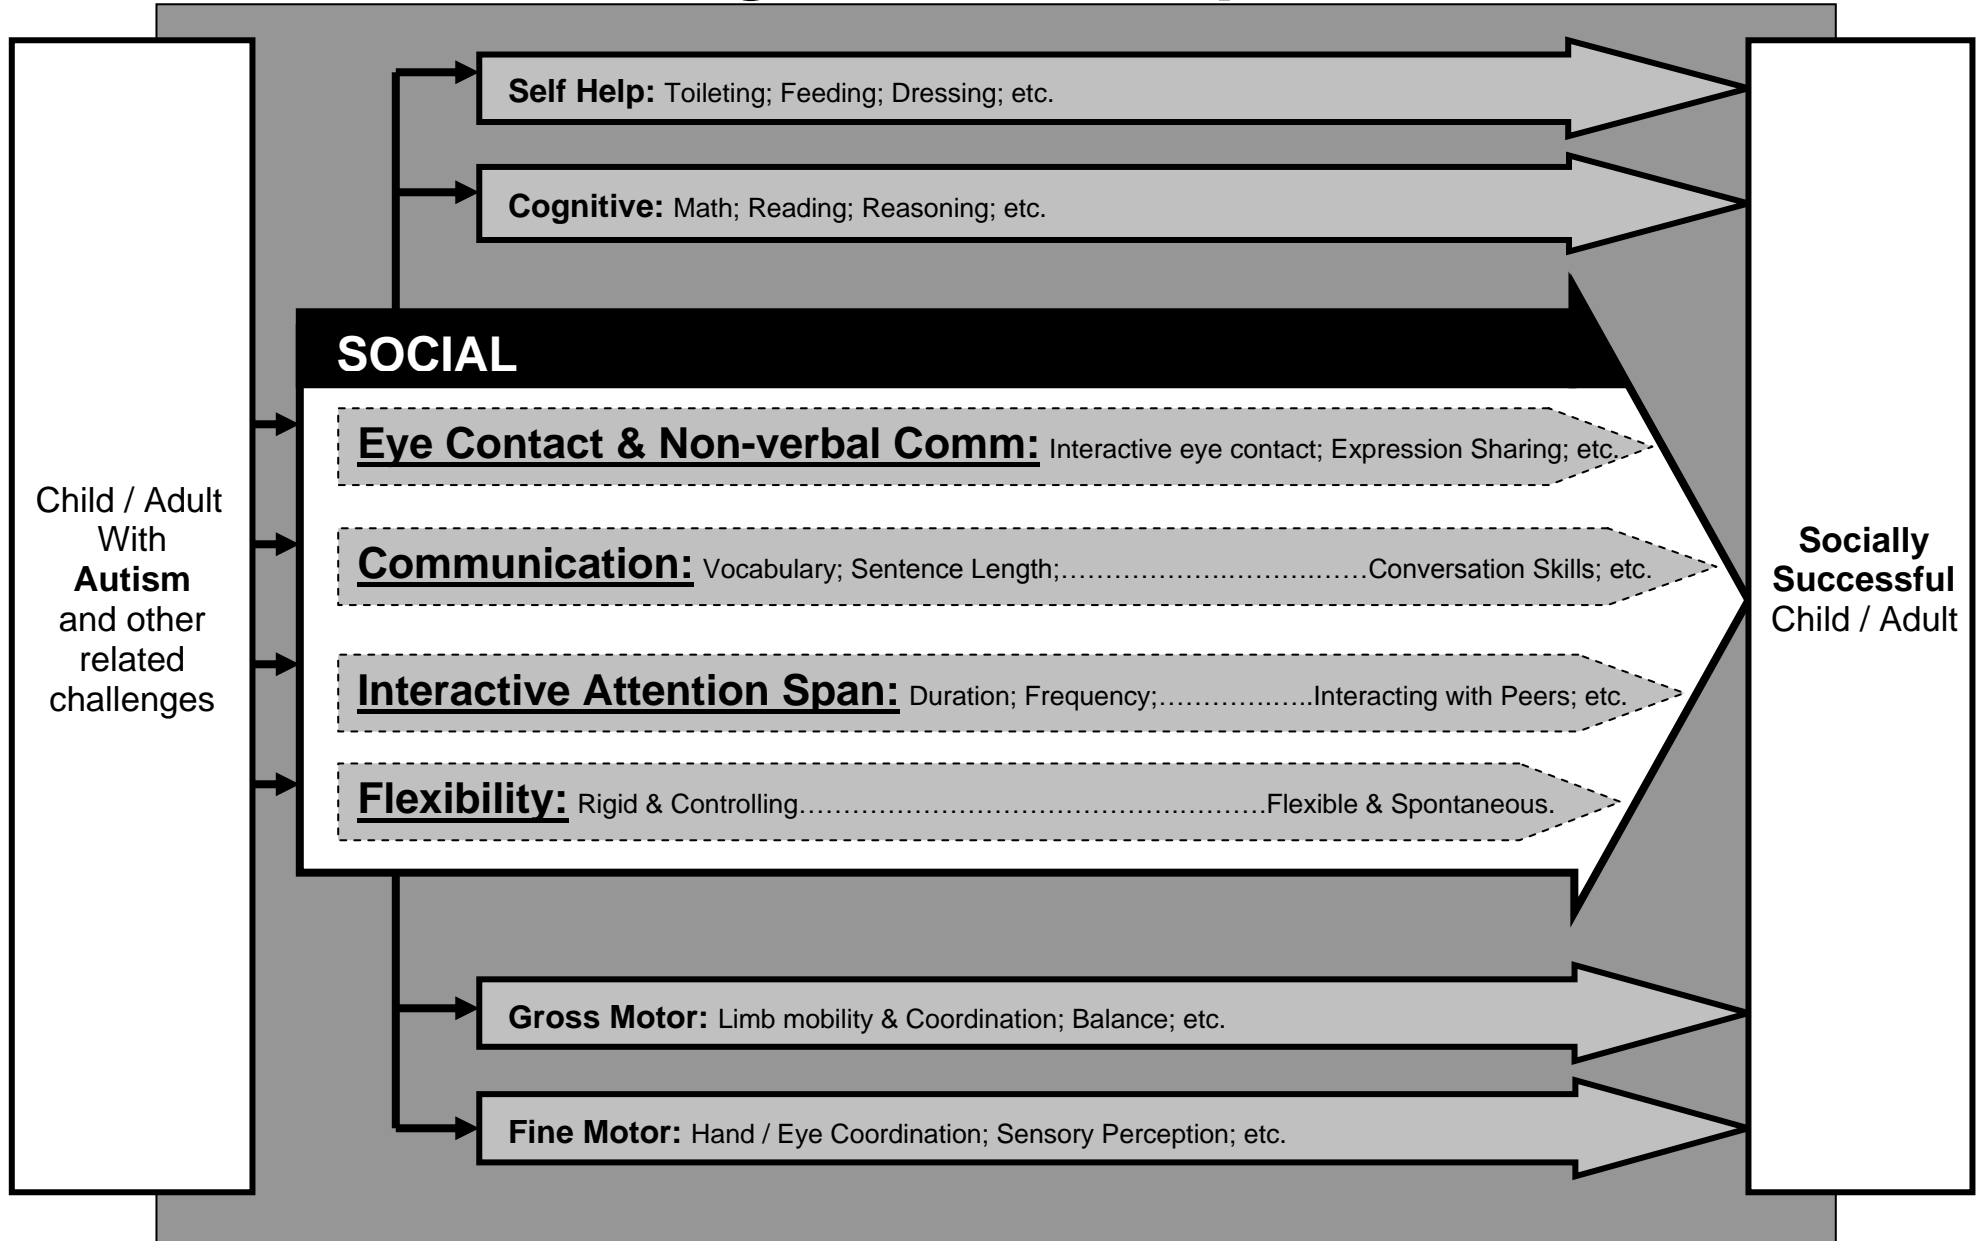 Self Help: Toileting; Feeding; Dressing; etc.
Cognitive: Math; Reading; Reasoning; etc.
SOCIAL
Eye Contact & Non-verbal Comm: Interactive eye contact; Expression Sharing; etc.
Communication: Vocabulary; Sentence Length;……………………………Conversation Skills; etc.
Interactive Attention Span: Duration; Frequency;……………..Interacting with Peers; etc.
Flexibility: Rigid & Controlling……………………………………………Flexible & Spontaneous.
Child / Adult
With
Autism
and other
related
challenges
Socially
Successful
Child / Adult
Gross Motor: Limb mobility & Coordination; Balance; etc.
Fine Motor: Hand / Eye Coordination; Sensory Perception; etc.